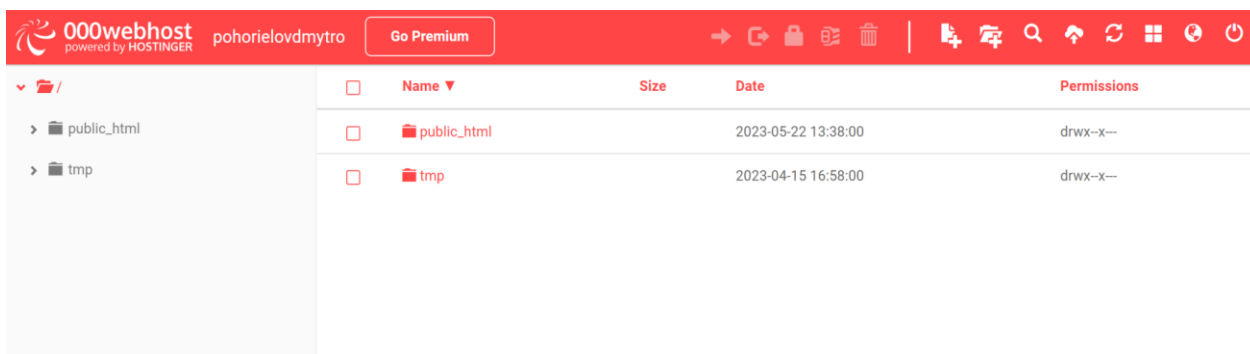 000webhost
powered by HOSTINGER
pohorielovdmytro
Go Premium
/
public_html
tmp
Name ▼ Size Date Permissions
public_html 2023-05-22 13:38:00 drwx--x---
tmp 2023-04-15 16:58:00 drwx--x---